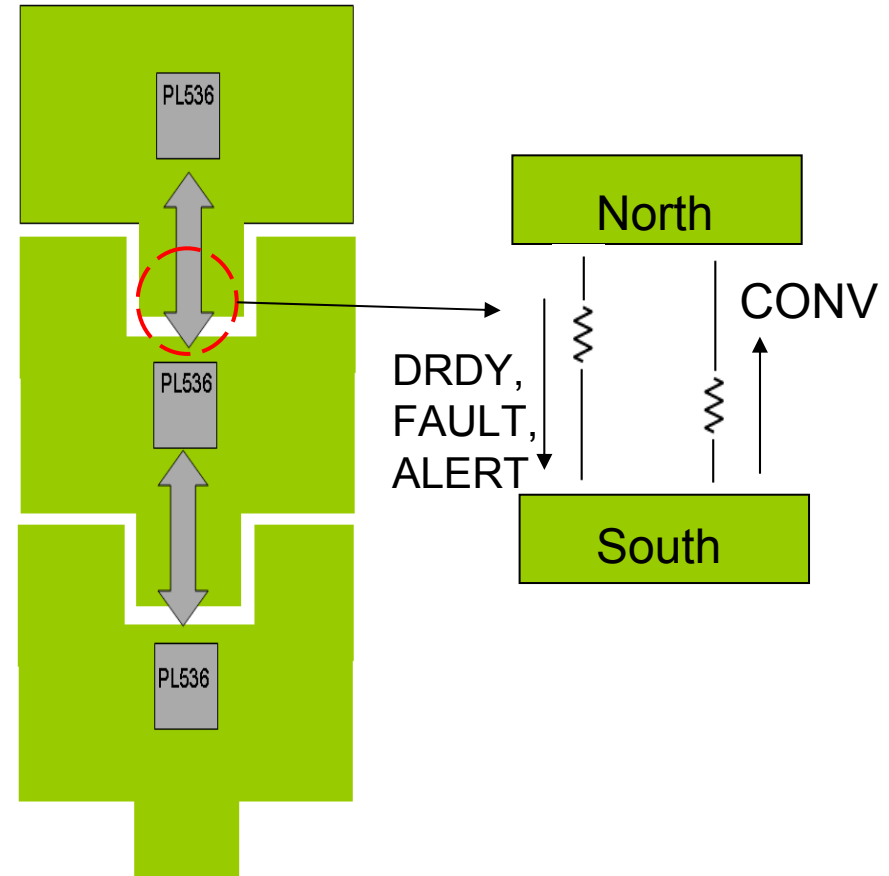 PL536
North
CONV
DRDY,
FAULT,
ALERT
PL536
South
PL536